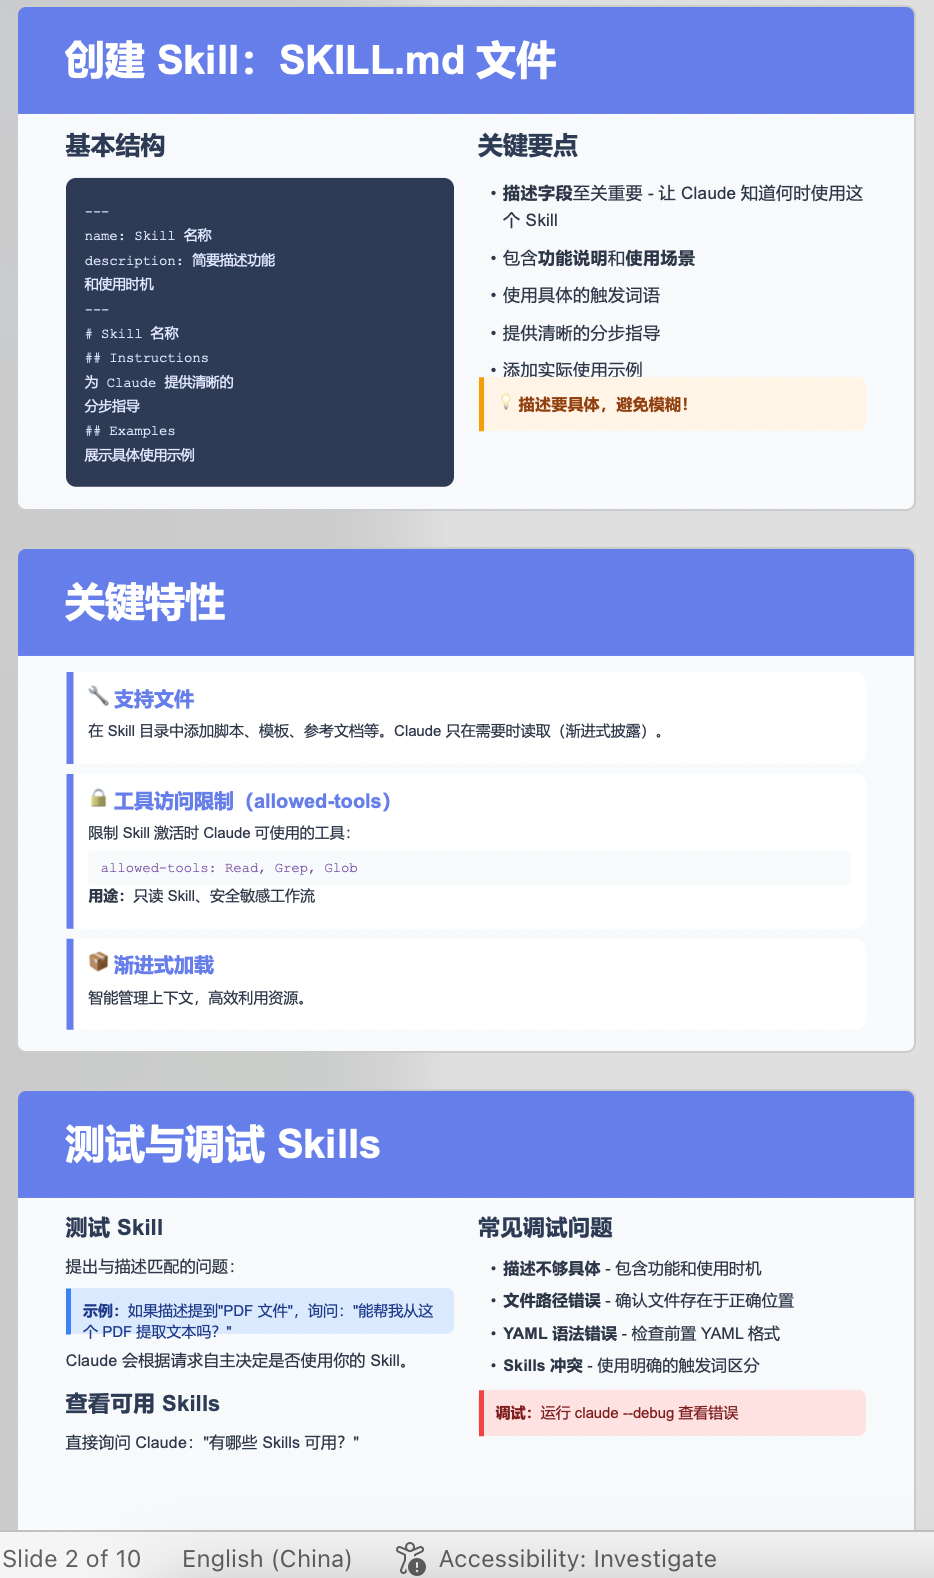 创建 Skill：SKILL.md 文件
基本结构
---
name: Skill 名称
description: 简要描述功能
和使用时机
---
# Skill 名称
## Instructions
为 Claude 提供清晰的
分步指导
## Examples
展示具体使用示例
关键要点
• 描述字段至关重要 - 让 Claude 知道何时使用这
个 Skill
• 包含功能说明和使用场景
• 使用具体的触发词语
• 提供清晰的分步指导
• 添加实际使用示例
💡 描述要具体，避免模糊！
关键特性
🔧 支持文件
在 Skill 目录中添加脚本、模板、参考文档等。Claude 只在需要时读取（渐进式披露）。
🔒 工具访问限制（allowed-tools）
限制 Skill 激活时 Claude 可使用的工具：
allowed-tools: Read, Grep, Glob
用途：只读 Skill、安全敏感工作流
📦 渐进式加载
智能管理上下文，高效利用资源。
测试与调试 Skills
测试 Skill
提出与描述匹配的问题：
示例：如果描述提到"PDF 文件"，询问："能帮我从这
个 PDF 提取文本吗？"
Claude 会根据请求自主决定是否使用你的 Skill。
查看可用 Skills
直接询问 Claude："有哪些 Skills 可用？"
常见调试问题
• 描述不够具体 - 包含功能和使用时机
• 文件路径错误 - 确认文件存在于正确位置
• YAML 语法错误 - 检查前置 YAML 格式
• Skills 冲突 - 使用明确的触发词区分
调试：运行 claude --debug 查看错误
Slide 2 of 10 English (China) Accessibility: Investigate